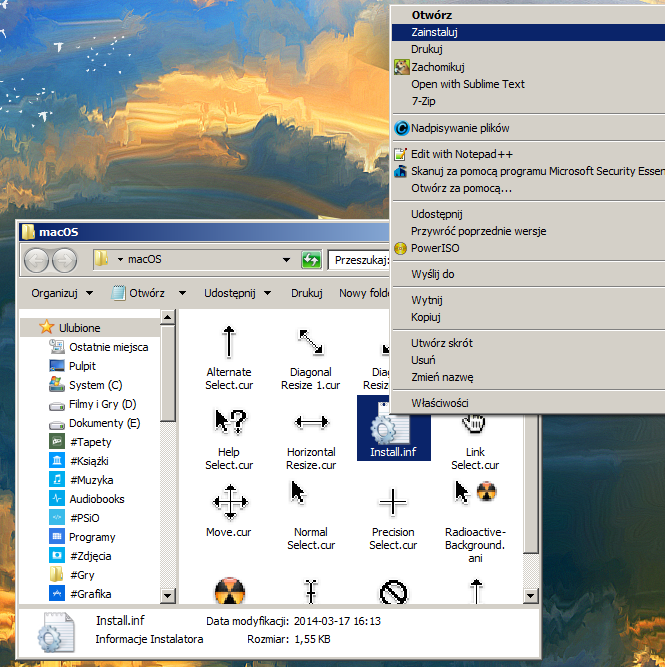 Otwórz
Zainstaluj
Drukuj
Zachomikuj
Open with Sublime Text
7-Zip
Nadpisywanie plików
Edit with Notepad++
Skanuj za pomocą programu Microsoft Security Essen
Otwórz za pomocą...
Udostępnij
Przywróć poprzednie wersje
PowerISO
Wyślij do
Wytnij
Kopiuj
Utwórz skrót
Usuń
Zmień nazwę
Właściwości
macOS
macOS
Przeszukaj:
Organizuj
Otwórz
Udostępnij
Drukuj
Nowy folde
Ulubione
Ostatnie miejsca
Pulpit
System (C)
Filmy i Gry (D)
Dokumenty (E)
#Tapety
#Książki
#Muzyka
Audiobooks
#PSiO
Programy
#Zdjęcia
#Gry
#Grafika
Alternate
Select.cur
Diagonal
Resize 1.cur
Diag
Resiz
Help
Select.cur
Horizontal
Resize.cur
Install.inf
Link
Select.cur
Move.cur
Normal
Select.cur
Precision
Select.cur
Radioactive-
Background.
ani
Install.inf
Data modyfikacji: 2014-03-17 16:13
Informacje Instalatora
Rozmiar: 1,55 KB